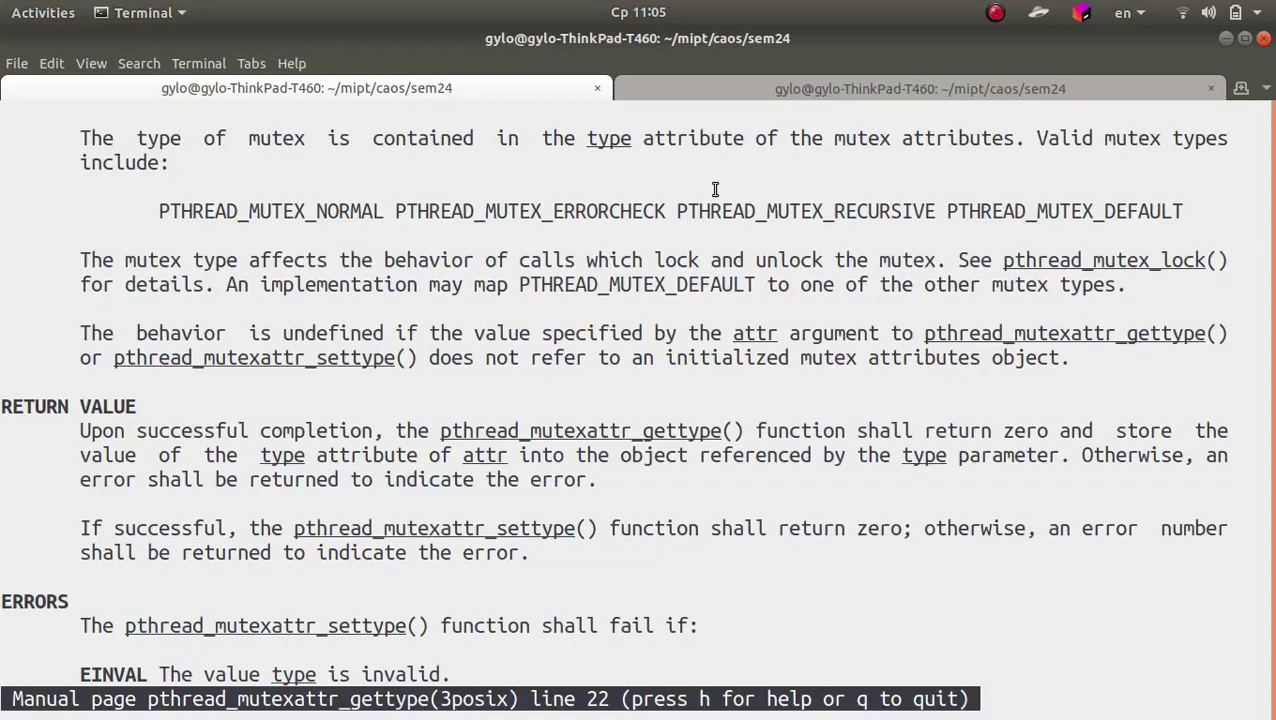 Activities Terminal Ср 11:05 en
gylo@gylo-ThinkPad-T460: ~/mipt/caos/sem24
File Edit View Search Terminal Tabs Help
gylo@gylo-ThinkPad-T460: ~/mipt/caos/sem24 × gylo@gylo-ThinkPad-T460: ~/mipt/caos/sem24 ×
The type of mutex is contained in the type attribute of the mutex attributes. Valid mutex types
include:
PTHREAD_MUTEX_NORMAL PTHREAD_MUTEX_ERRORCHECK PTHREAD_MUTEX_RECURSIVE PTHREAD_MUTEX_DEFAULT
The mutex type affects the behavior of calls which lock and unlock the mutex. See pthread_mutex_lock()
for details. An implementation may map PTHREAD_MUTEX_DEFAULT to one of the other mutex types.
The behavior is undefined if the value specified by the attr argument to pthread_mutexattr_gettype()
or pthread_mutexattr_settype() does not refer to an initialized mutex attributes object.
RETURN VALUE
Upon successful completion, the pthread_mutexattr_gettype() function shall return zero and store the
value of the type attribute of attr into the object referenced by the type parameter. Otherwise, an
error shall be returned to indicate the error.
If successful, the pthread_mutexattr_settype() function shall return zero; otherwise, an error number
shall be returned to indicate the error.
ERRORS
The pthread_mutexattr_settype() function shall fail if:
EINVAL The value type is invalid.
Manual page pthread_mutexattr_gettype(3posix) line 22 (press h for help or q to quit)